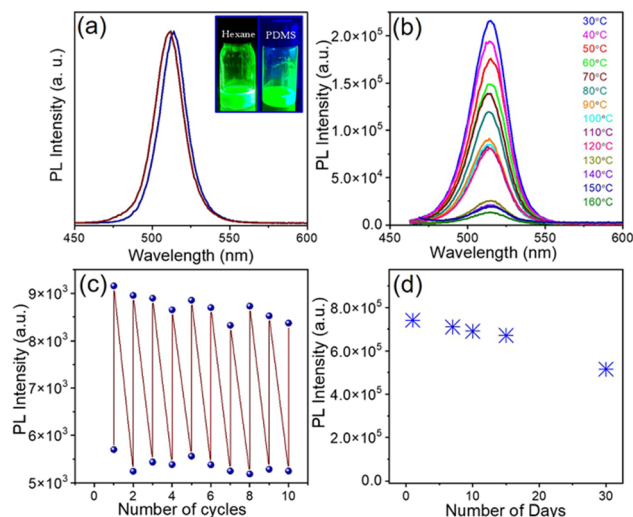 (a)
Hexane PDMS
PL Intensity (a. u.)
450 500 550 600
Wavelength (nm)
(b)
PL Intensity (a. u.)
2.0×10⁵
1.5×10⁵
1.0×10⁵
5.0×10⁴
0.0
30°C
40°C
50°C
60°C
70°C
80°C
90°C
100°C
110°C
120°C
130°C
140°C
150°C
160°C
450 500 550 600
Wavelength (nm)
(c)
PL Intensity (a.u.)
9×10³
8×10³
7×10³
6×10³
5×10³
0 2 4 6 8 10
Number of cycles
(d)
PL Intensity (a.u.)
8.0×10⁵
6.0×10⁵
4.0×10⁵
2.0×10⁵
0.0
0 10 20 30
Number of Days